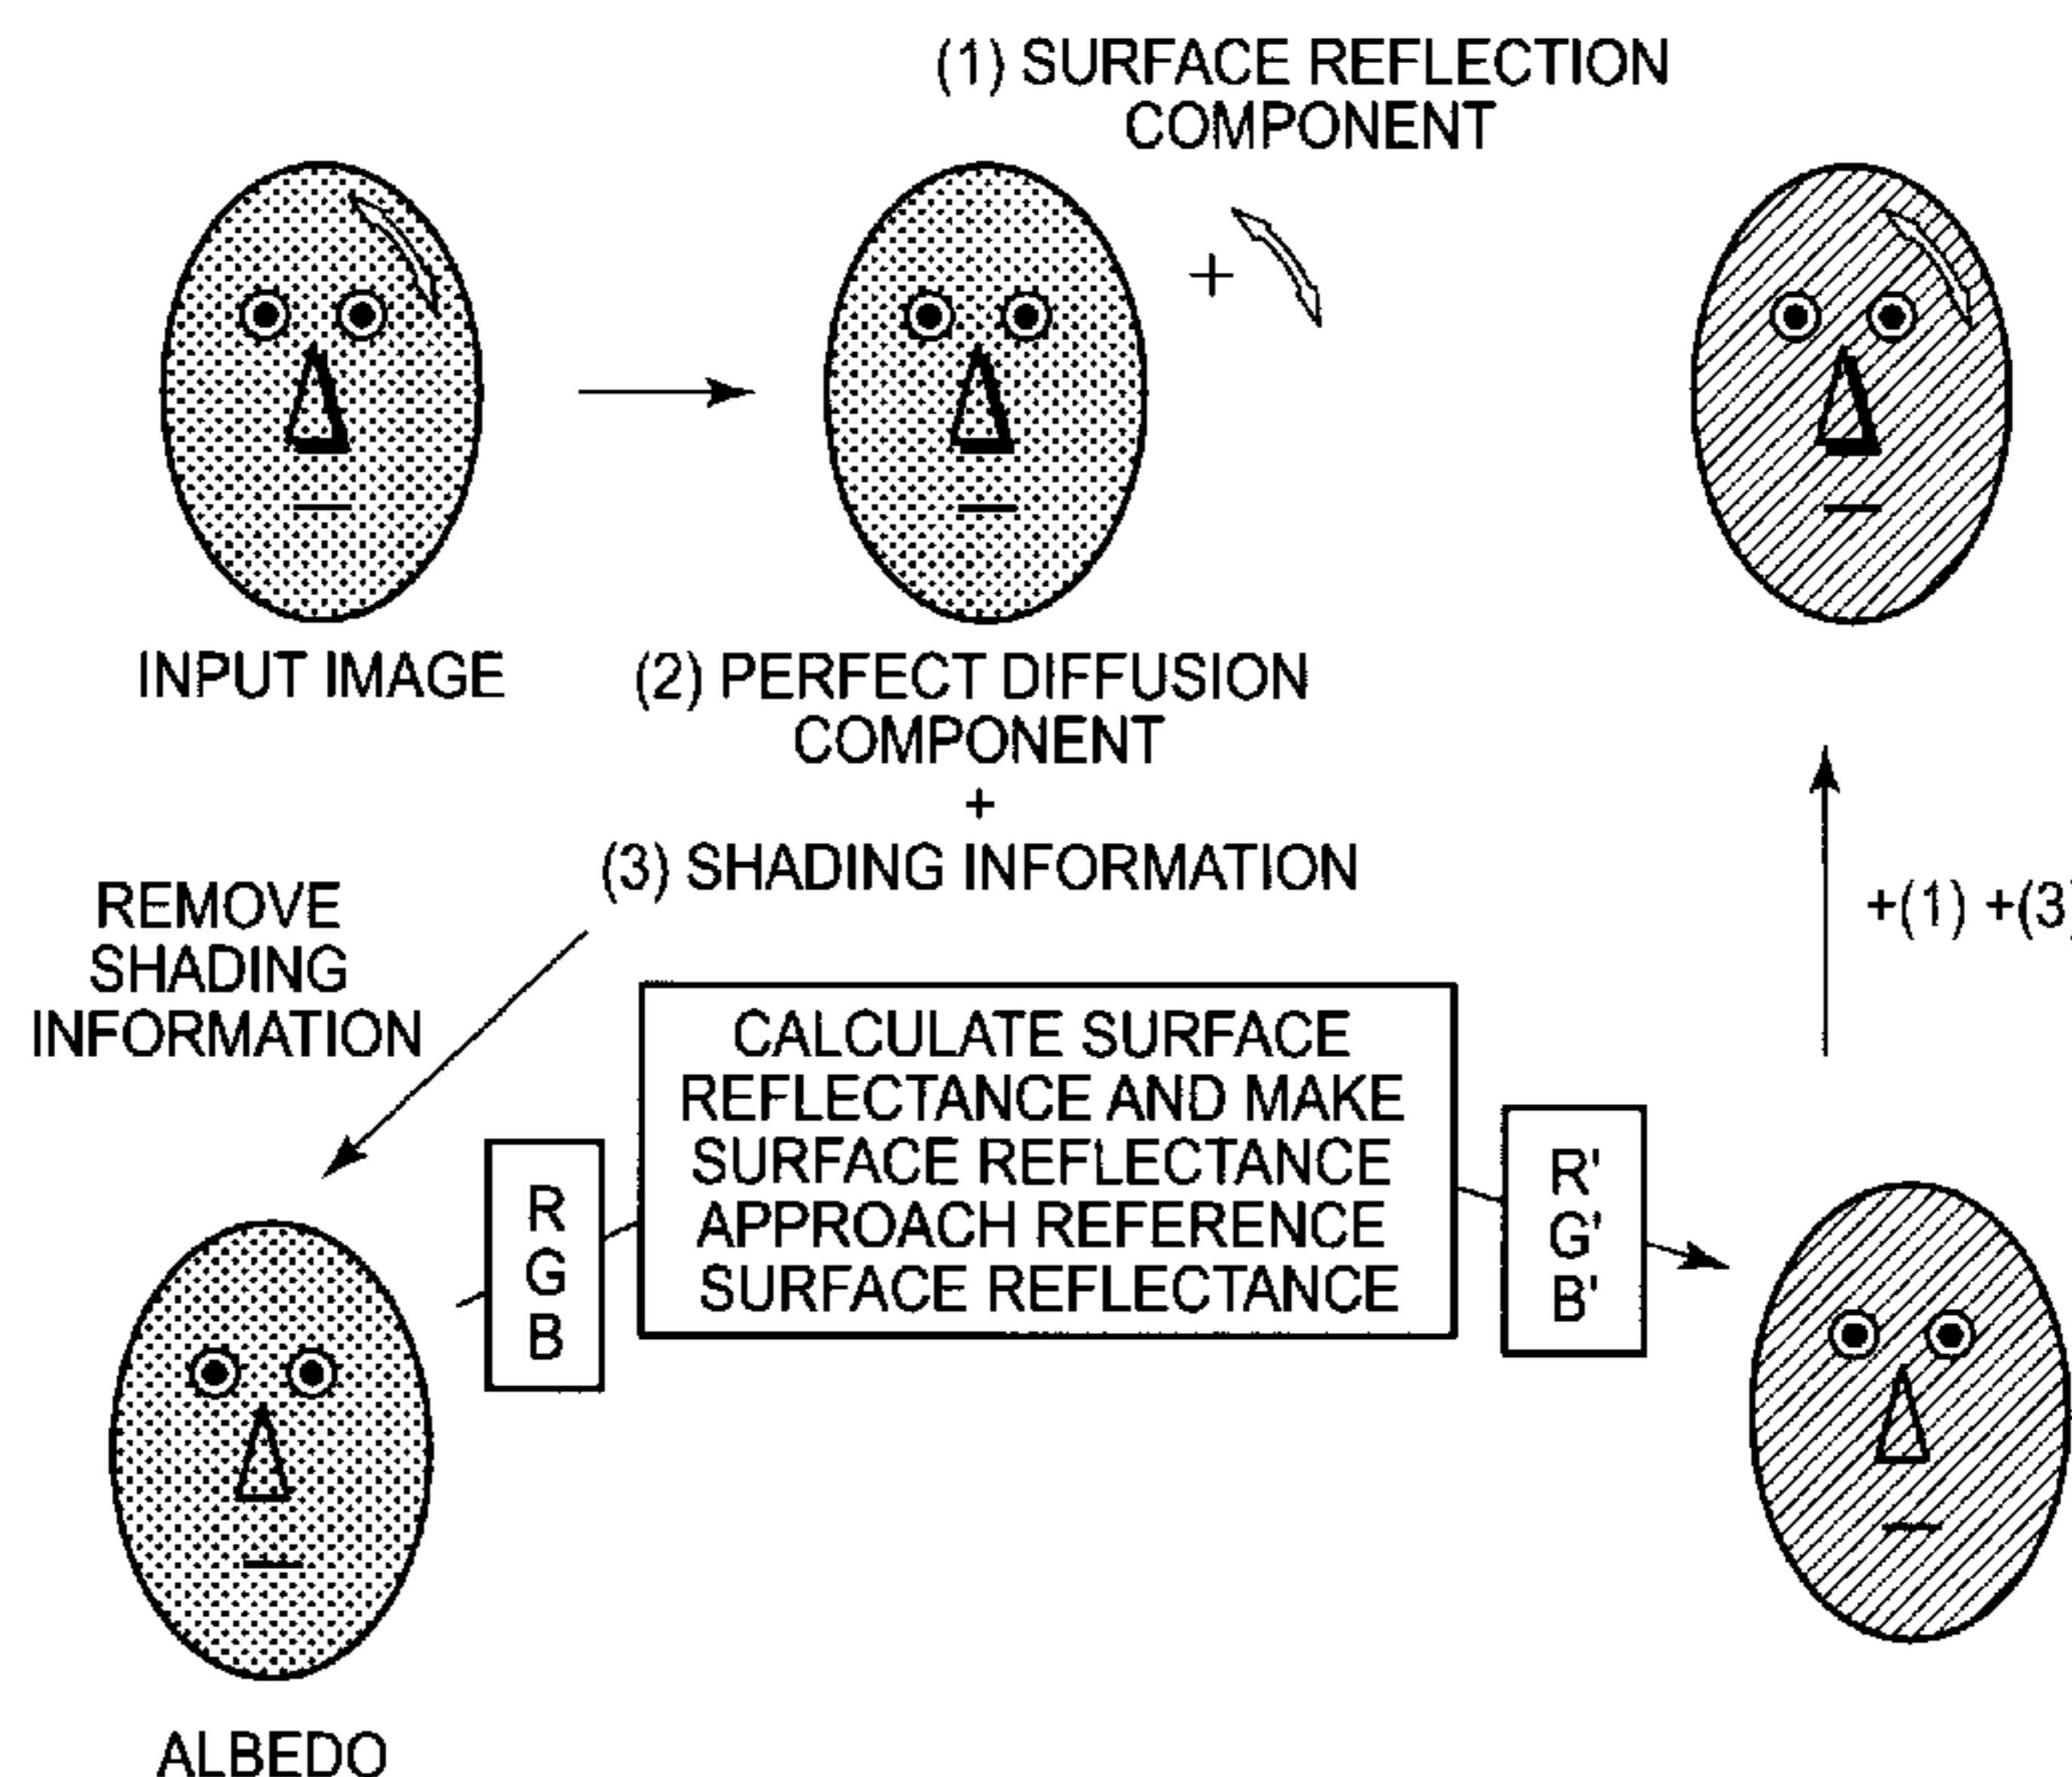 (1) SURFACE REFLECTION
COMPONENT
+
INPUT IMAGE
(2) PERFECT DIFFUSION
COMPONENT
+
(3) SHADING INFORMATION
+(1) +(3)
REMOVE
SHADING
INFORMATION
CALCULATE SURFACE
REFLECTANCE AND MAKE
SURFACE REFLECTANCE
APPROACH REFERENCE
SURFACE REFLECTANCE
R
G
B
R'
G'
B'
ALBEDO